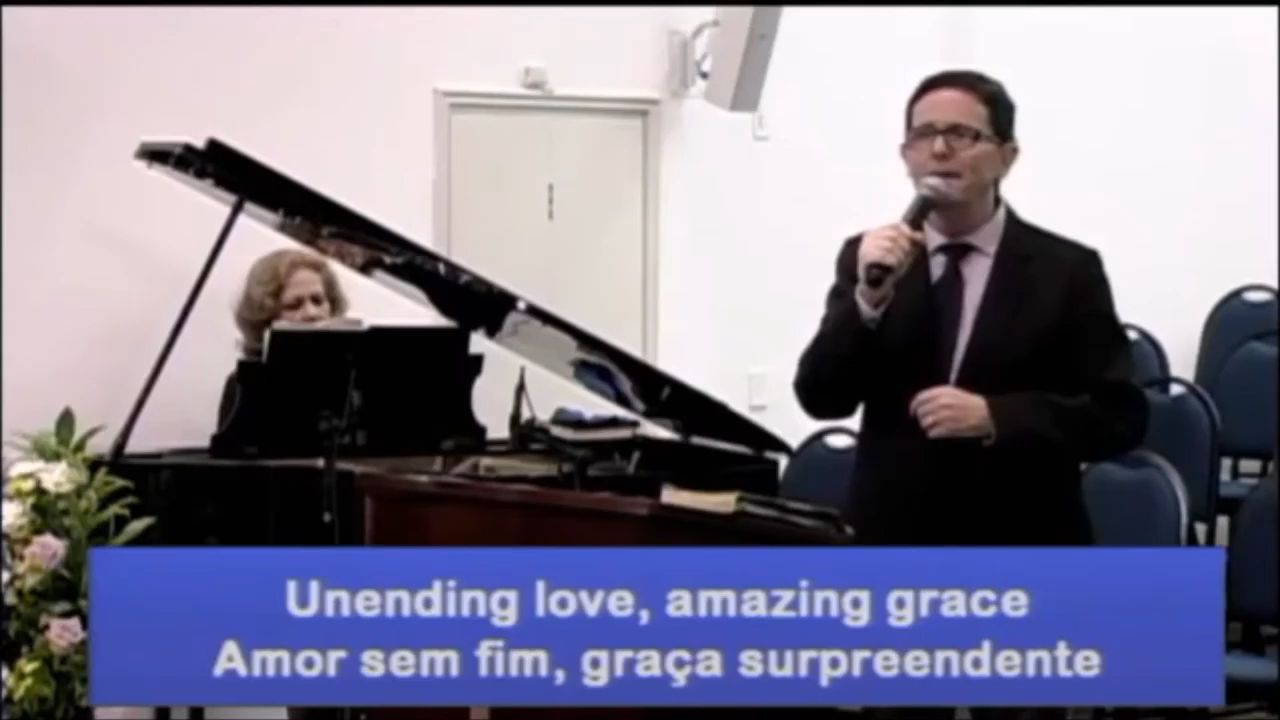 Unending love, amazing grace
Amor sem fim, graça surpreendente